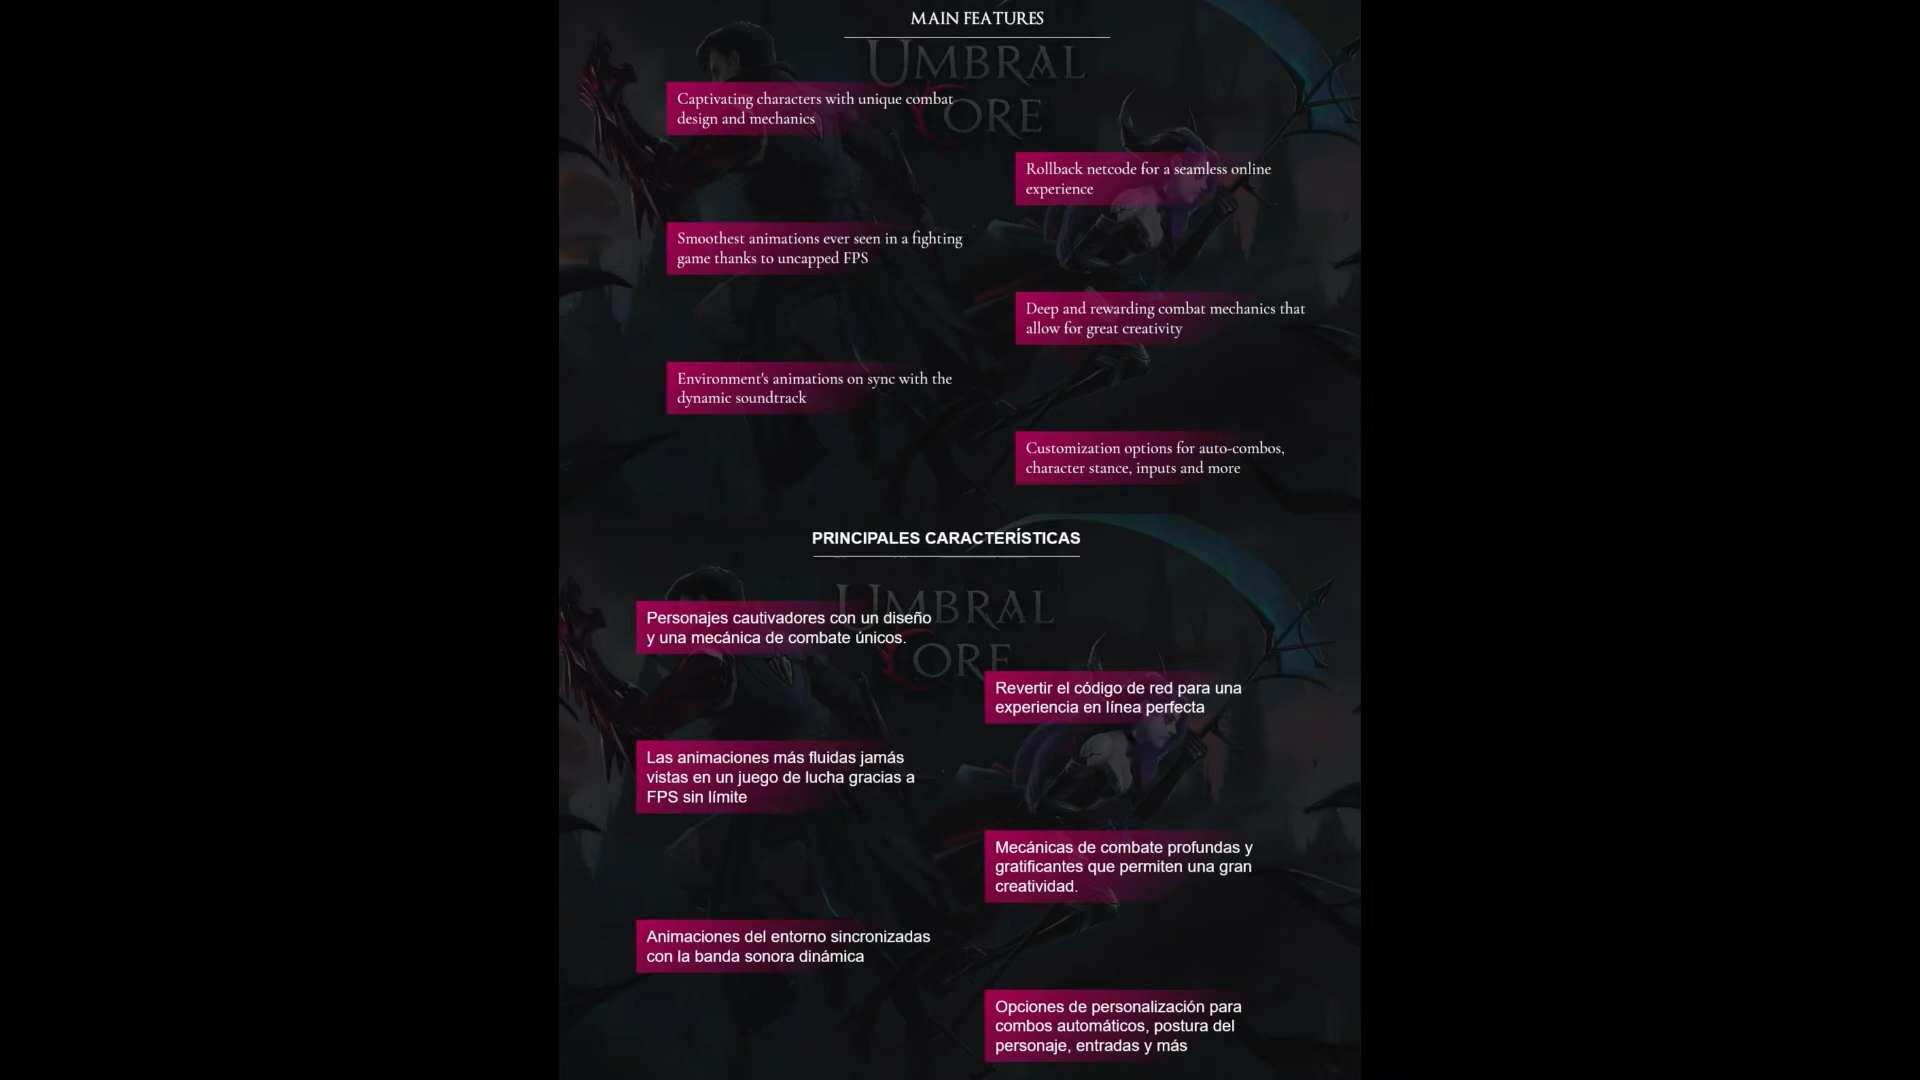 MAIN FEATURES
UMBRAL
CORE
Captivating characters with unique combat
design and mechanics
Rollback netcode for a seamless online
experience
Smoothest animations ever seen in a fighting
game thanks to uncapped FPS
Deep and rewarding combat mechanics that
allow for great creativity
Environment's animations on sync with the
dynamic soundtrack
Customization options for auto-combos,
character stance, inputs and more
PRINCIPALES CARACTERÍSTICAS
UMBRAL
CORE
Personajes cautivadores con un diseño
y una mecánica de combate únicos.
Revertir el código de red para una
experiencia en línea perfecta
Las animaciones más fluidas jamás
vistas en un juego de lucha gracias a
FPS sin límite
Mecánicas de combate profundas y
gratificantes que permiten una gran
creatividad.
Animaciones del entorno sincronizadas
con la banda sonora dinámica
Opciones de personalización para
combos automáticos, postura del
personaje, entradas y más